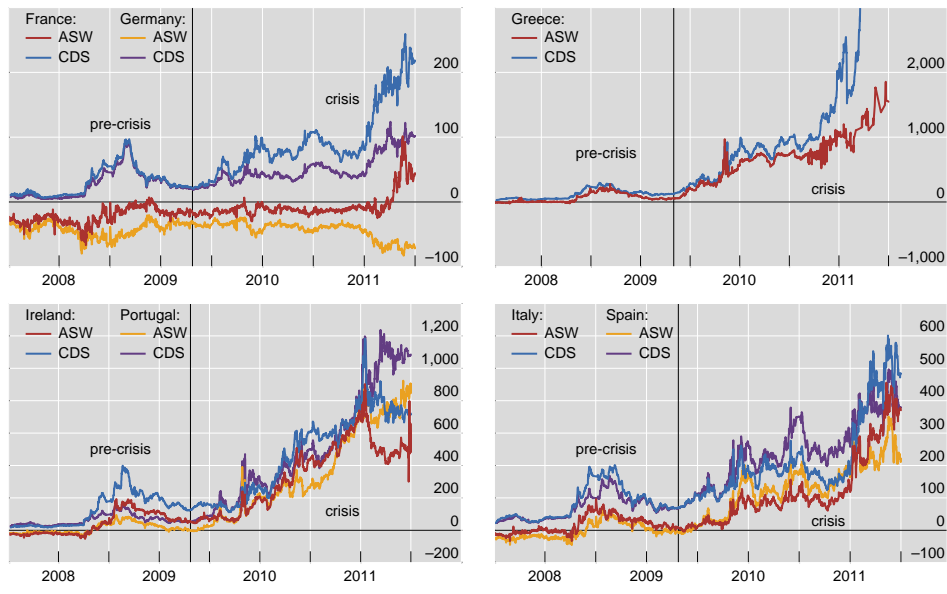 France: Germany:
ASW ASW
CDS CDS
200
crisis
pre-crisis
100
0
–100
2008 2009 2010 2011
Greece:
ASW
CDS
2,000
1,000
pre-crisis
crisis
0
–1,000
2008 2009 2010 2011
Ireland: Portugal:
ASW ASW
CDS CDS
1,200
1,000
800
600
pre-crisis
400
200
crisis
0
–200
2008 2009 2010 2011
Italy: Spain:
ASW ASW
CDS CDS
600
500
400
300
pre-crisis
200
100
crisis
0
–100
2008 2009 2010 2011